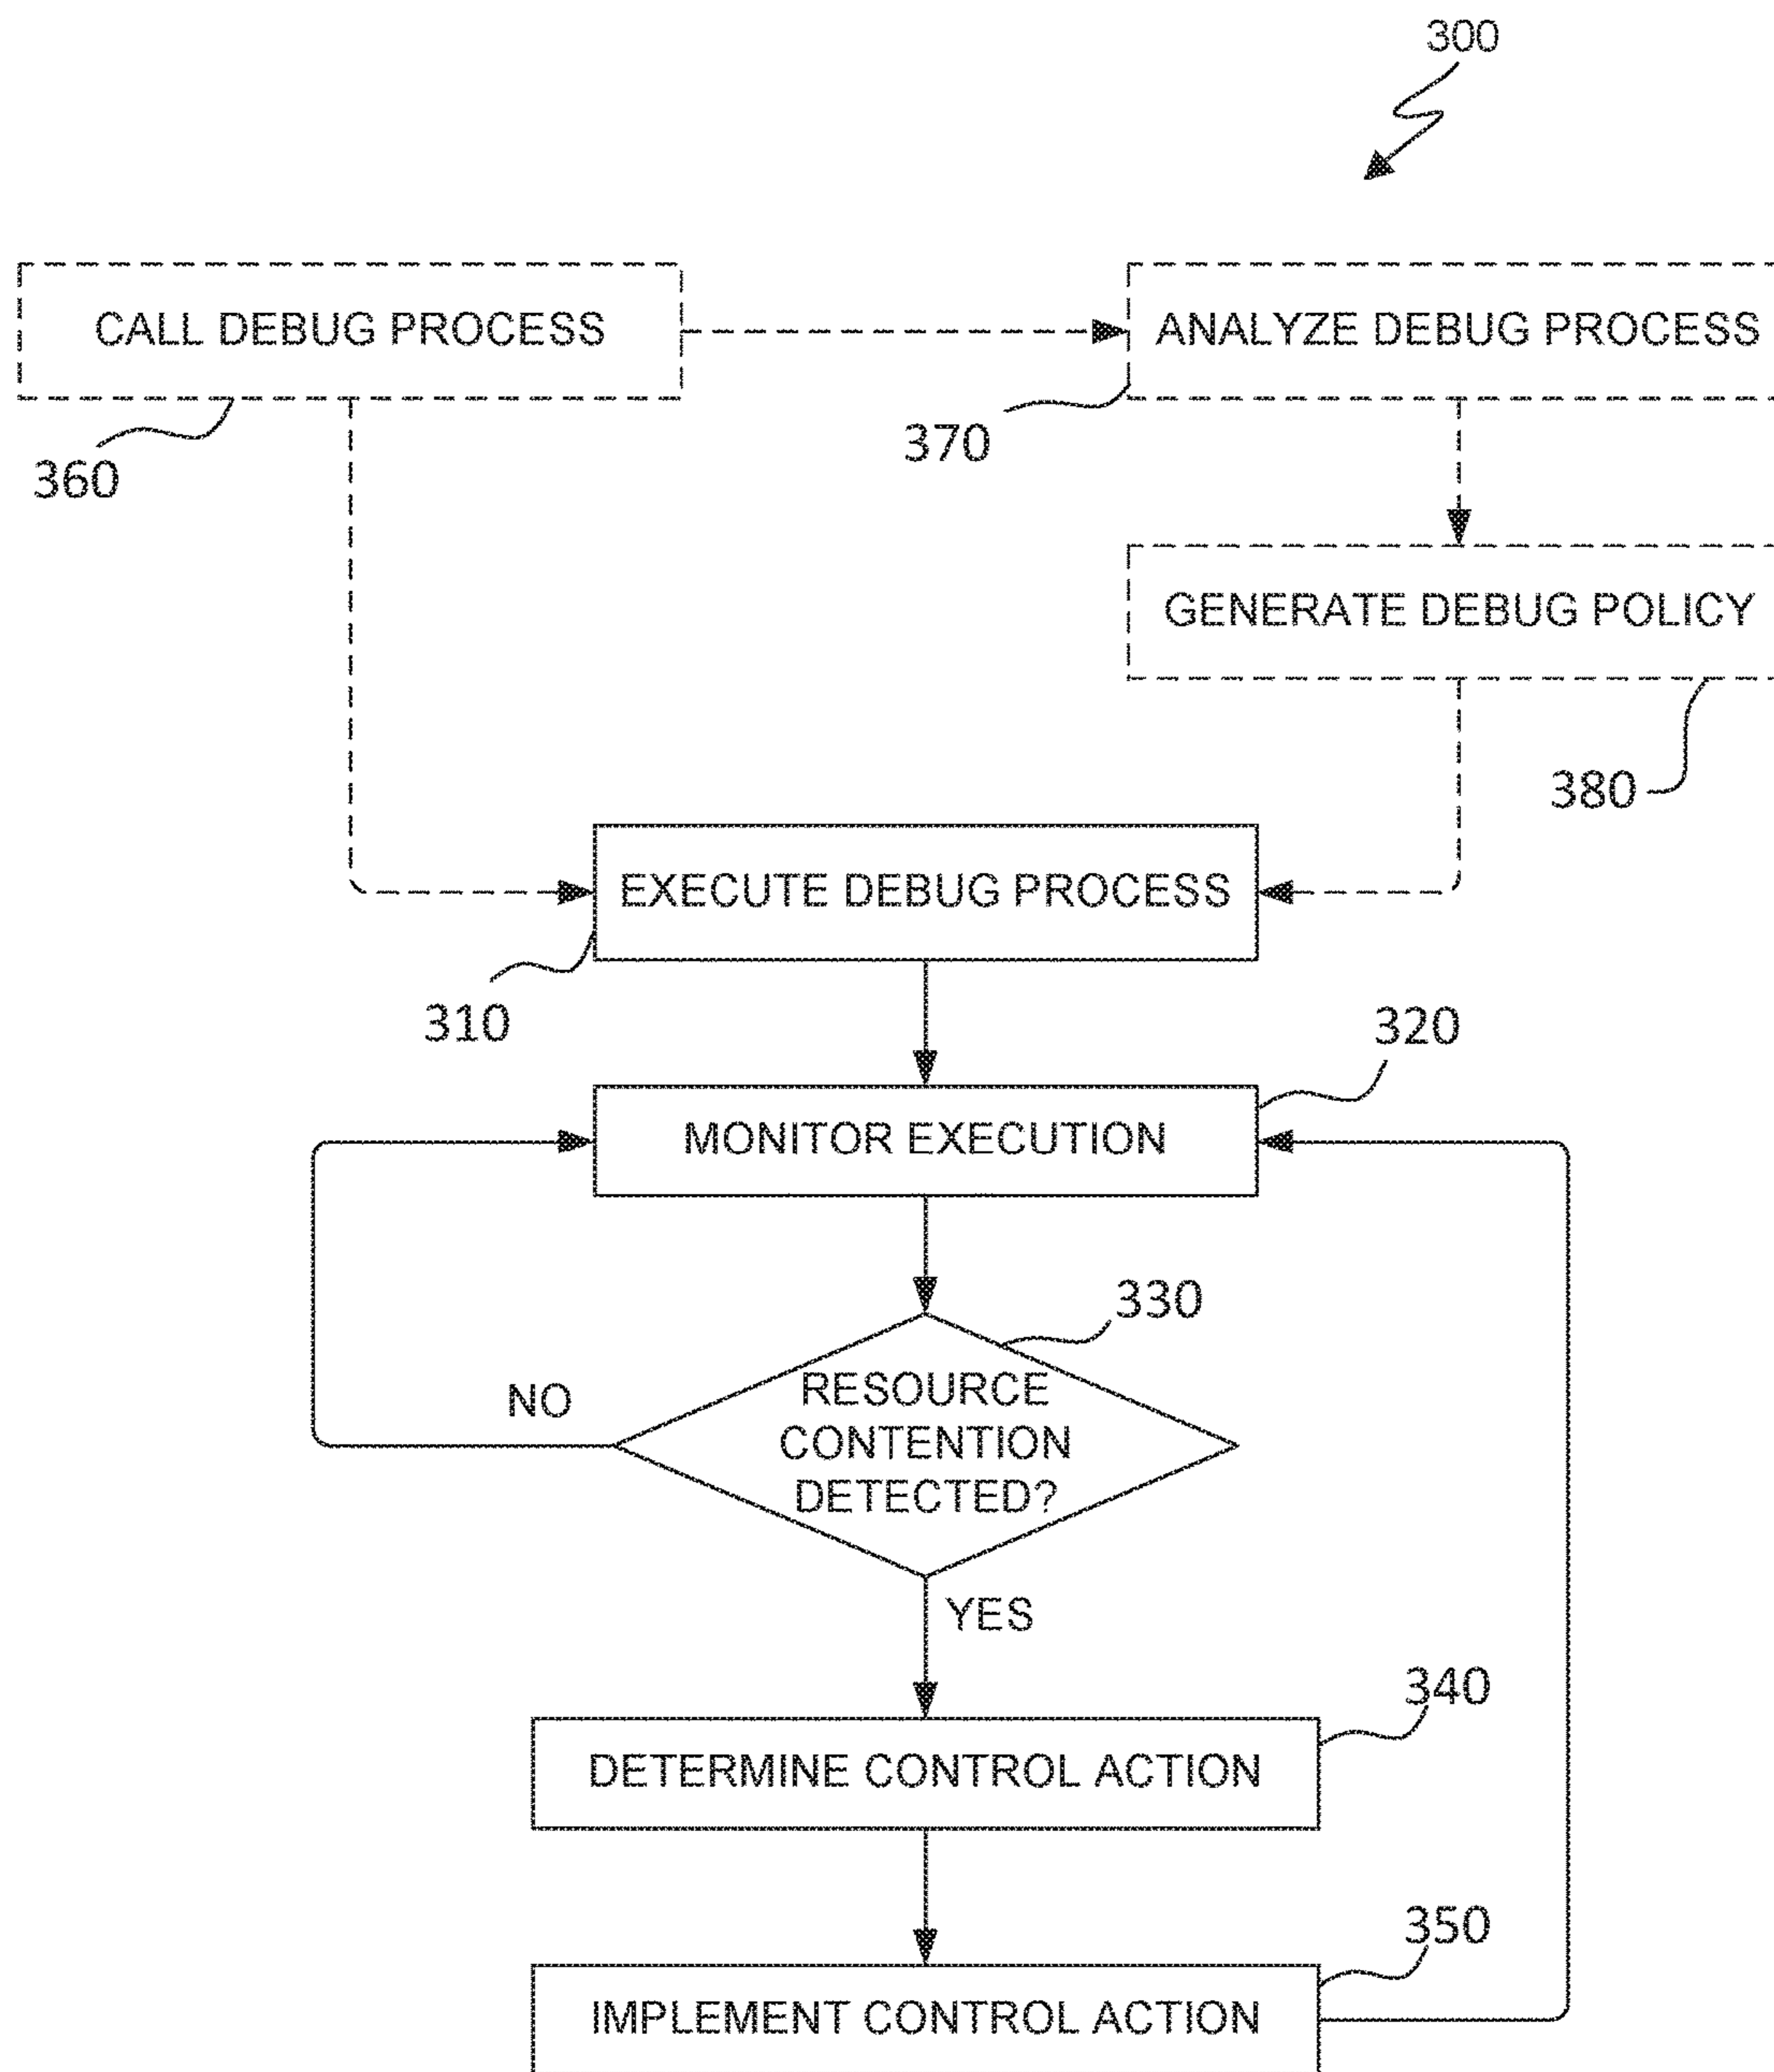 300
CALL DEBUG PROCESS
ANALYZE DEBUG PROCESS
360
370
GENERATE DEBUG POLICY
380
EXECUTE DEBUG PROCESS
310
320
MONITOR EXECUTION
330
RESOURCE
CONTENTION
DETECTED?
NO
YES
340
DETERMINE CONTROL ACTION
350
IMPLEMENT CONTROL ACTION